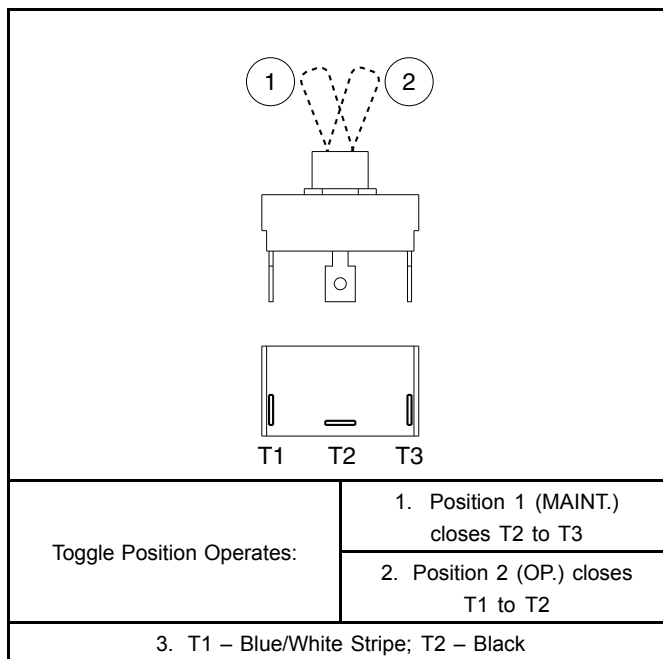 1 2
T1 T2 T3
Toggle Position Operates:
1. Position 1 (MAINT.)
closes T2 to T3
2. Position 2 (OP.) closes
T1 to T2
3. T1 – Blue/White Stripe; T2 – Black